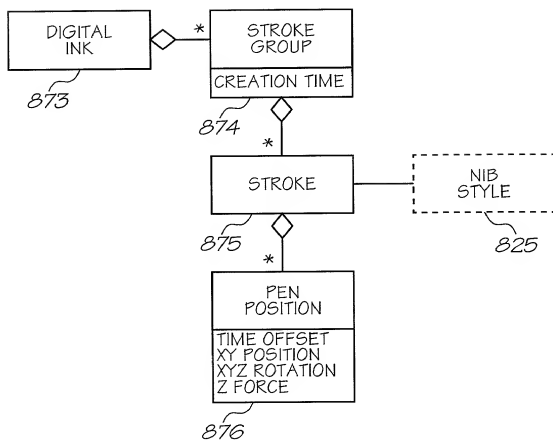 DIGITAL
INK
873
*
STROKE
GROUP
CREATION TIME
874
*
STROKE
875
NIB
STYLE
825
*
PEN
POSITION
TIME OFFSET
XY POSITION
XYZ ROTATION
Z FORCE
876